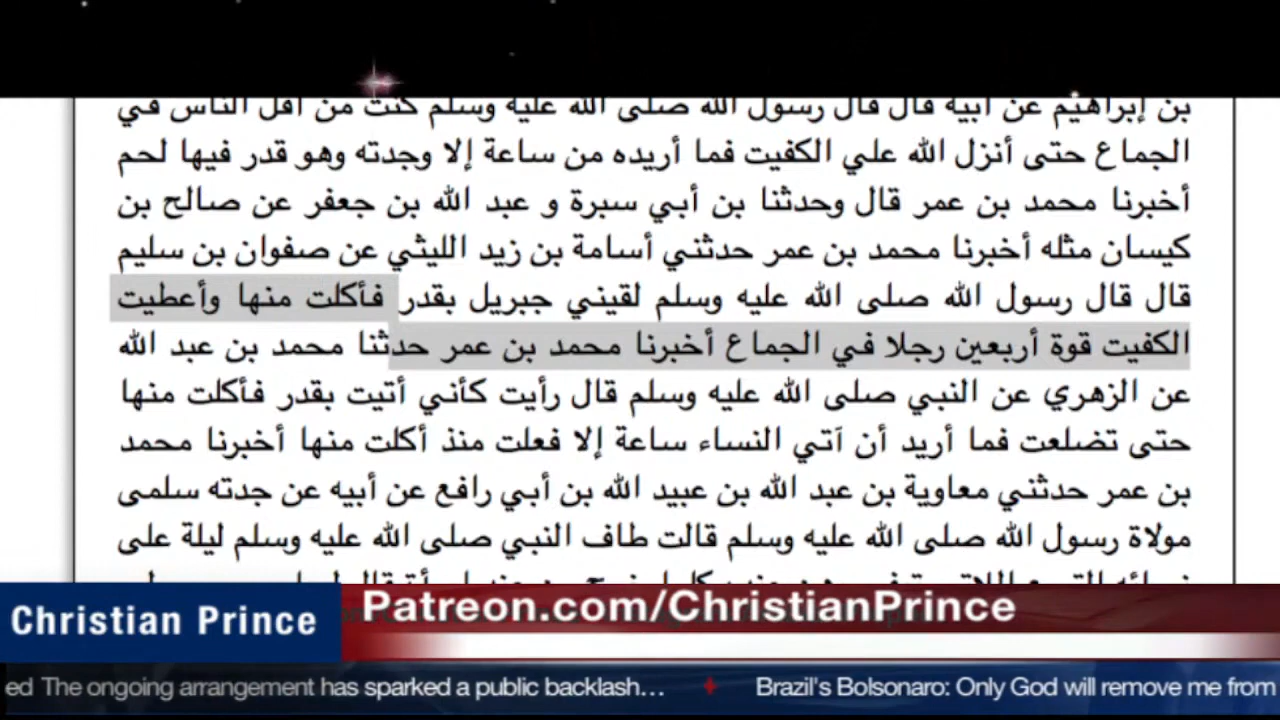 بن إبراهيم عن أبيه قال قال رسول الله صلى الله عليه وسلم كنت من أقل الناس في
الجماع حتى أنزل الله علي الكفيت فما أريده من ساعة إلا وجدته وهو قدر فيها لحم
أخبرنا محمد بن عمر قال وحدثنا بن أبي سبرة و عبد الله بن جعفر عن صالح بن
كيسان مثله أخبرنا محمد بن عمر حدثني أسامة بن زيد الليثي عن صفوان بن سليم
قال قال رسول الله صلى الله عليه وسلم لقيني جبريل بقدر فأكلت منها وأعطيت
الكفيت قوة أربعين رجلا في الجماع أخبرنا محمد بن عمر حدثنا محمد بن عبد الله
عن الزهري عن النبي صلى الله عليه وسلم قال رأيت كأني أتيت بقدر فأكلت منها
حتى تضلعت فما أريد أن آتي النساء ساعة إلا فعلت منذ أكلت منها أخبرنا محمد
بن عمر حدثني معاوية بن عبد الله بن عبيد الله بن أبي رافع عن أبيه عن جدته سلمى
مولاة رسول الله صلى الله عليه وسلم قالت طاف النبي صلى الله عليه وسلم ليلة على
Christian Prince
Patreon.com/ChristianPrince
ed The ongoing arrangement has sparked a public backlash… Brazil's Bolsonaro: Only God will remove me from